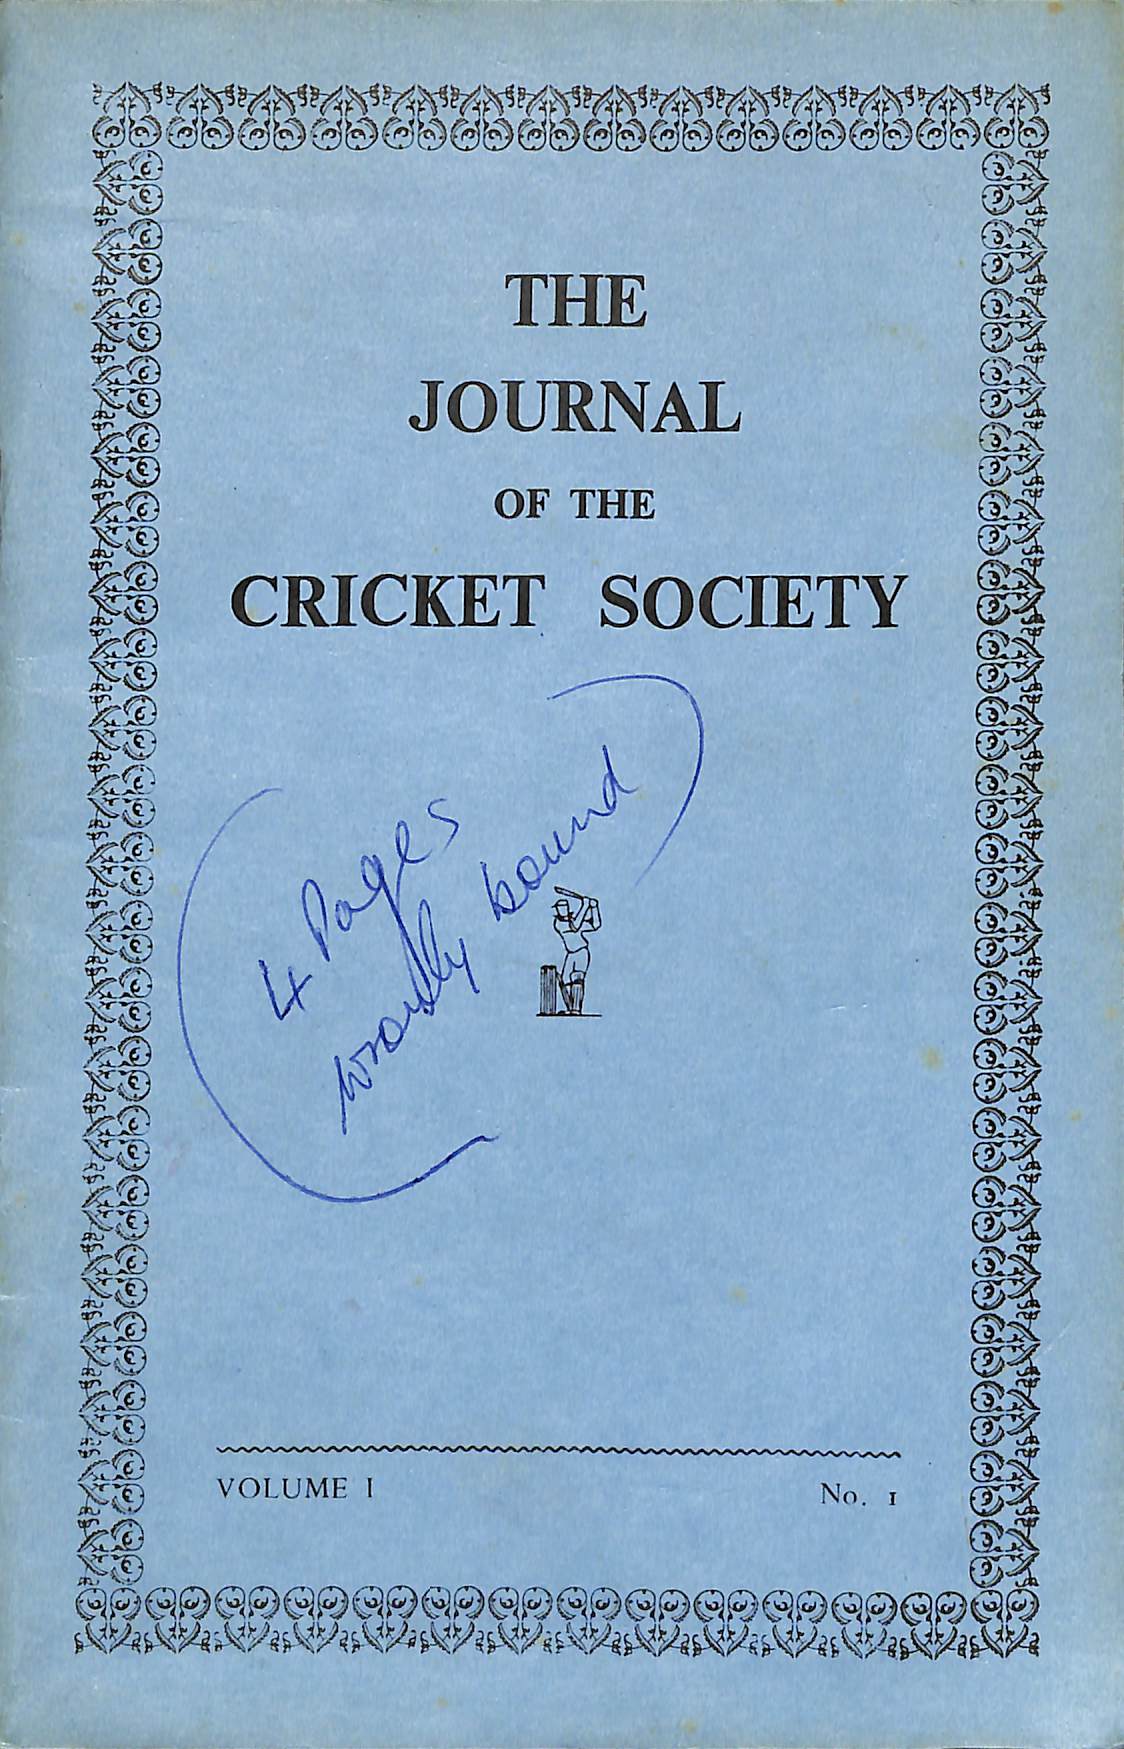 THE
JOURNAL
OF THE
CRICKET SOCIETY
4 Pages
wrongly bound
VOLUME I
No. 1